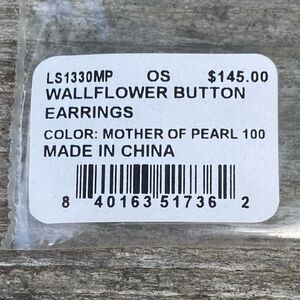 LS1330MP OS $145.00
WALLFLOWER BUTTON
EARRINGS
COLOR: MOTHER OF PEARL 100
MADE IN CHINA
8 40163 51736 2